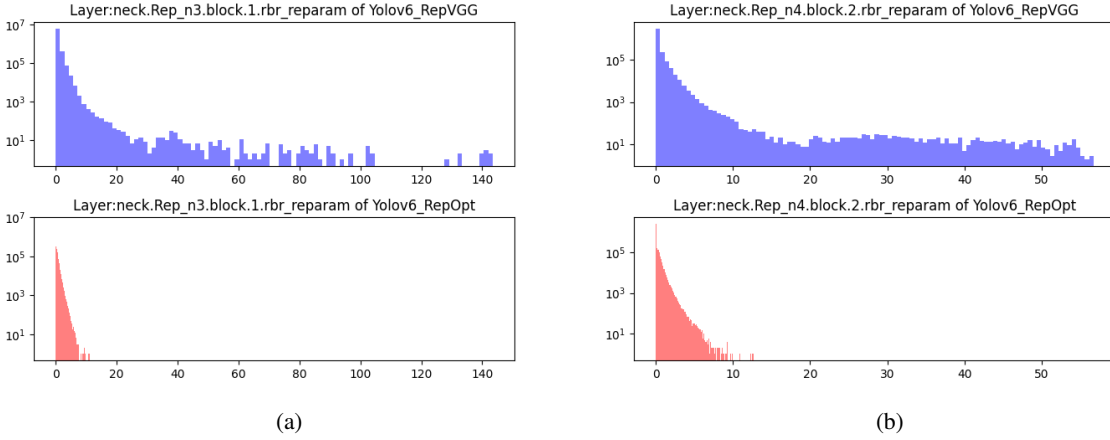 Layer:neck.Rep_n3.block.1.rbr_reparam of Yolov6_RepVGG
10^7
10^5
10^3
10^1
0 20 40 60 80 100 120 140
Layer:neck.Rep_n3.block.1.rbr_reparam of Yolov6_RepOpt
10^7
10^5
10^3
10^1
0 20 40 60 80 100 120 140
(a)
Layer:neck.Rep_n4.block.2.rbr_reparam of Yolov6_RepVGG
10^5
10^3
10^1
0 10 20 30 40 50
Layer:neck.Rep_n4.block.2.rbr_reparam of Yolov6_RepOpt
10^5
10^3
10^1
0 10 20 30 40 50
(b)